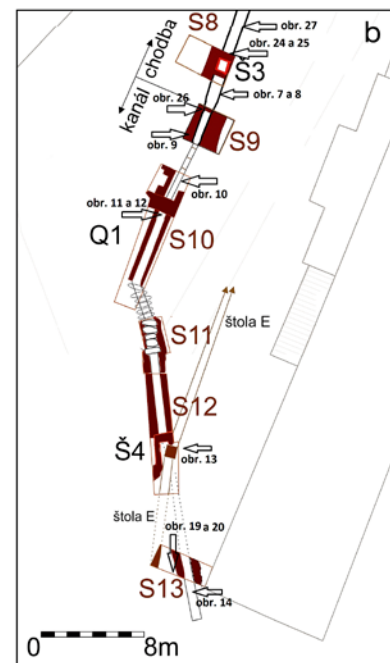 b
S8
obr. 27
obr. 24 a 25
Š3
chodba
kanál
obr. 7 a 8
obr. 26
obr. 9
S9
obr. 10
obr. 11 a 12
Q1
S10
S11
štola E
S12
Š4
obr. 13
štola E
obr. 19 a 20
S13
obr. 14
0 8m